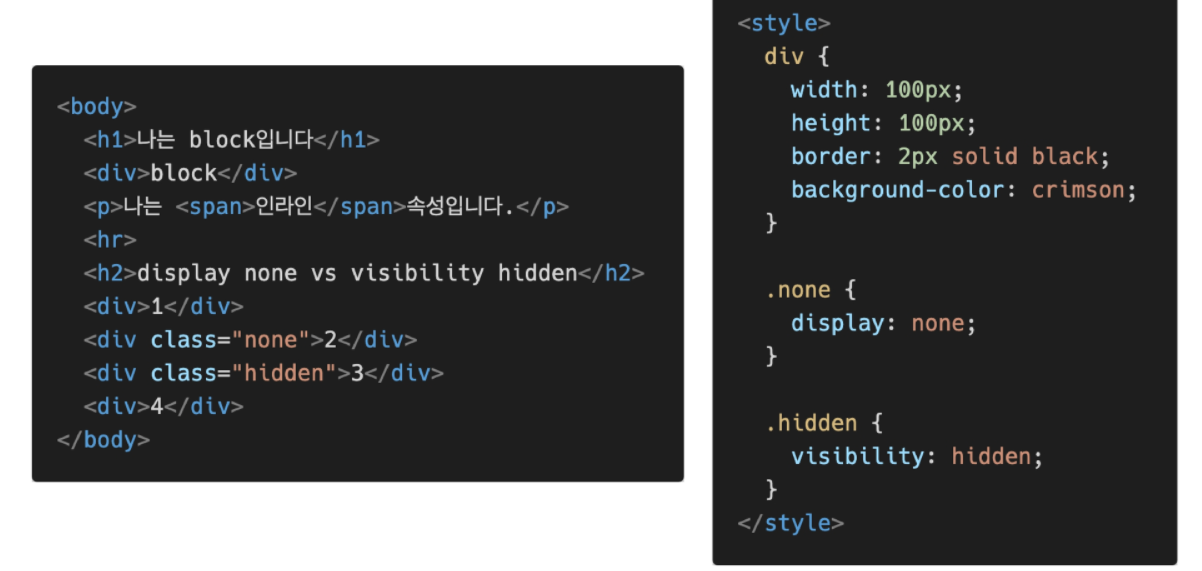 <body>
<h1>나는 block입니다</h1>
<div>block</div>
<p>나는 <span>인라인</span>속성입니다.</p>
<hr>
<h2>display none vs visibility hidden</h2>
<div>1</div>
<div class="none">2</div>
<div class="hidden">3</div>
<div>4</div>
</body>
<style>
div {
width: 100px;
height: 100px;
border: 2px solid black;
background-color: crimson;
}
.none {
display: none;
}
.hidden {
visibility: hidden;
}
</style>